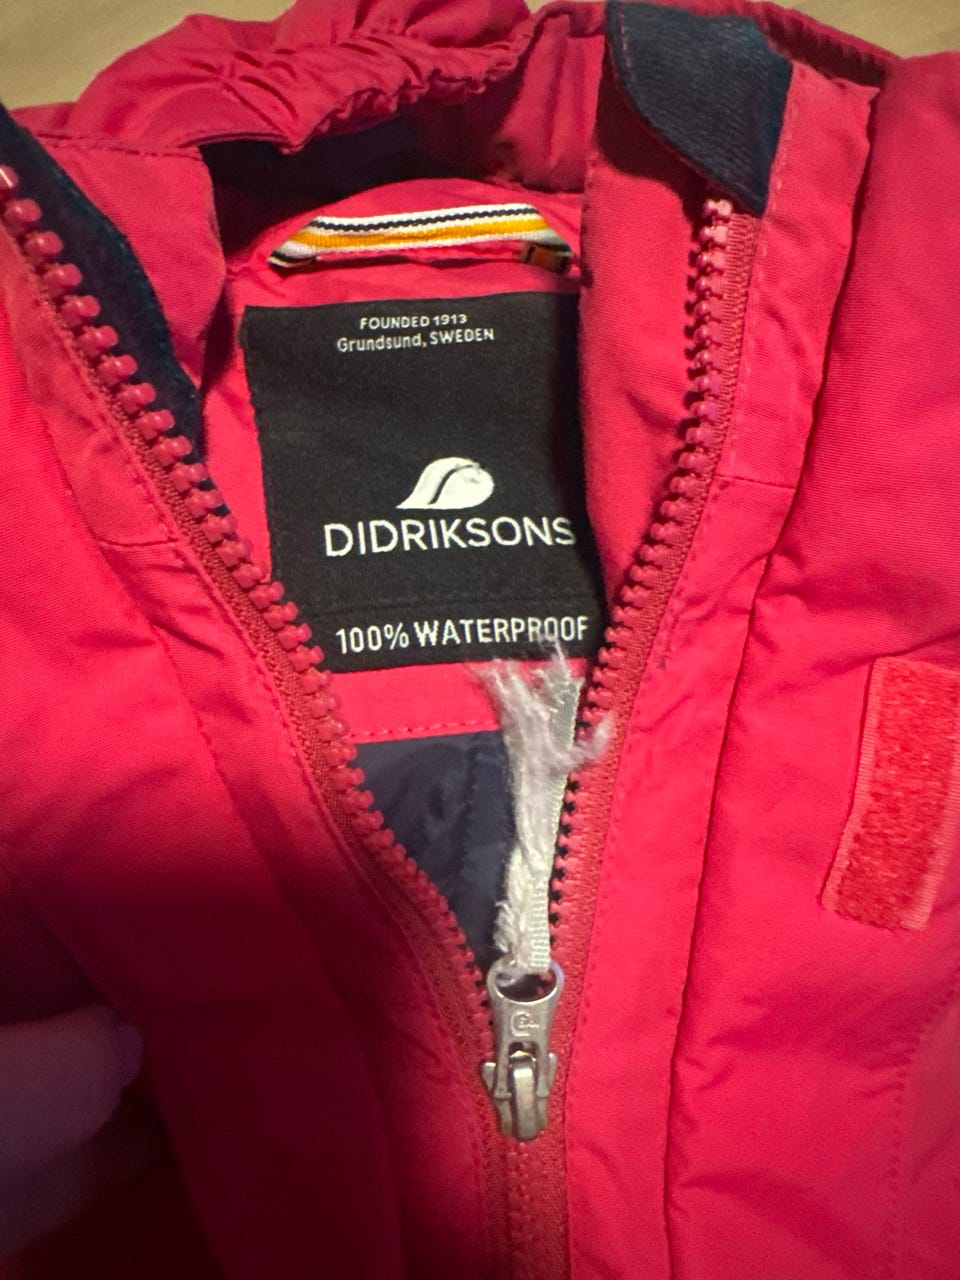 FOUNDED 1913
Grundsund, SWEDEN
DIDRIKSONS
100% WATERPROOF